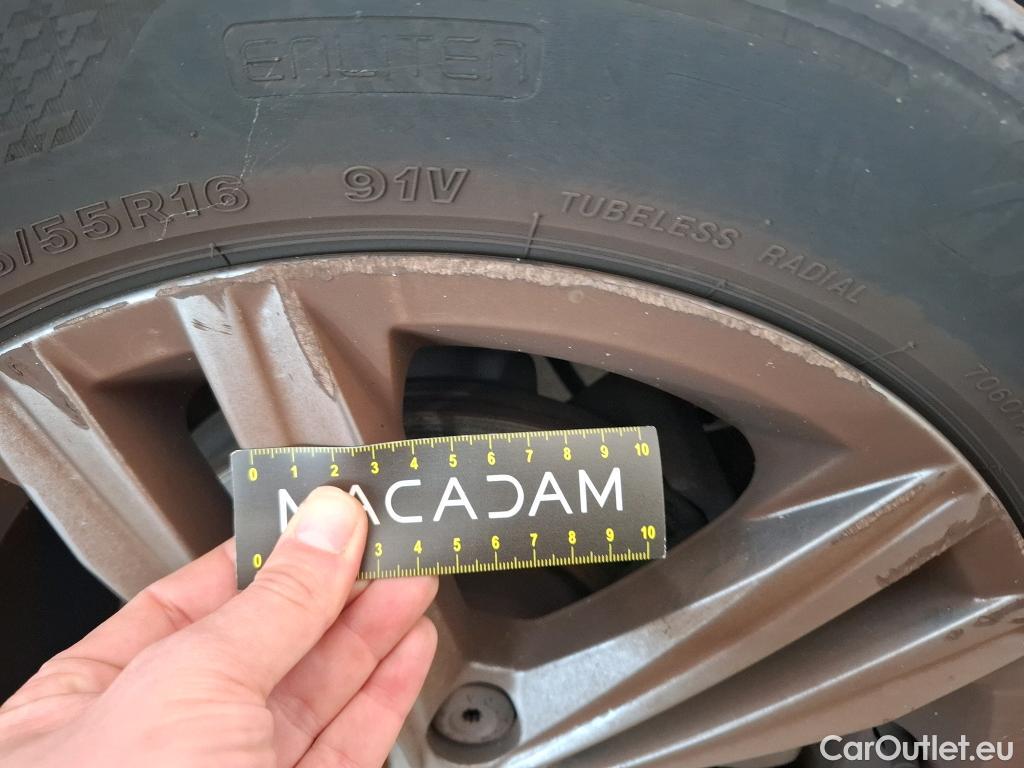 ENLITEN
/55R16 91V TUBELESS RADIAL
0 1 2 3 4 5 6 7 8 9 10
MACADAM
0 3 4 5 6 7 8 9 10
CarOutlet.eu